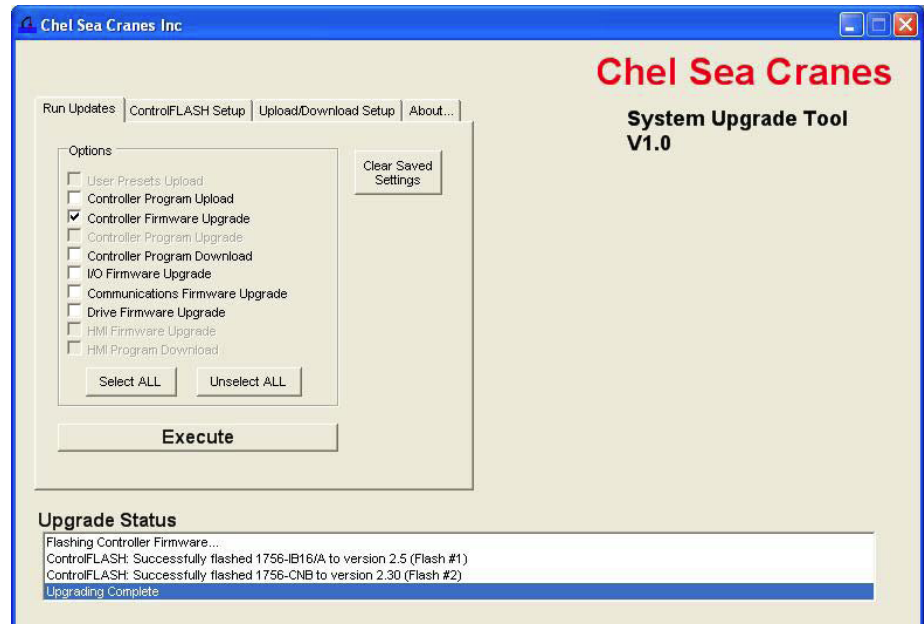 Chel Sea Cranes Inc
Chel Sea Cranes
System Upgrade Tool
V1.0
Run Updates
ControlFLASH Setup
Upload/Download Setup
About...
Options
User Presets Upload
Controller Program Upload
Controller Firmware Upgrade
Controller Program Upgrade
Controller Program Download
I/O Firmware Upgrade
Communications Firmware Upgrade
Drive Firmware Upgrade
HMI Firmware Upgrade
HMI Program Download
Select ALL
Unselect ALL
Clear Saved
Settings
Execute
Upgrade Status
Flashing Controller Firmware...
ControlFLASH: Successfully flashed 1756-IB16/A to version 2.5 (Flash #1)
ControlFLASH: Successfully flashed 1756-CNB to version 2.30 (Flash #2)
Upgrading Complete